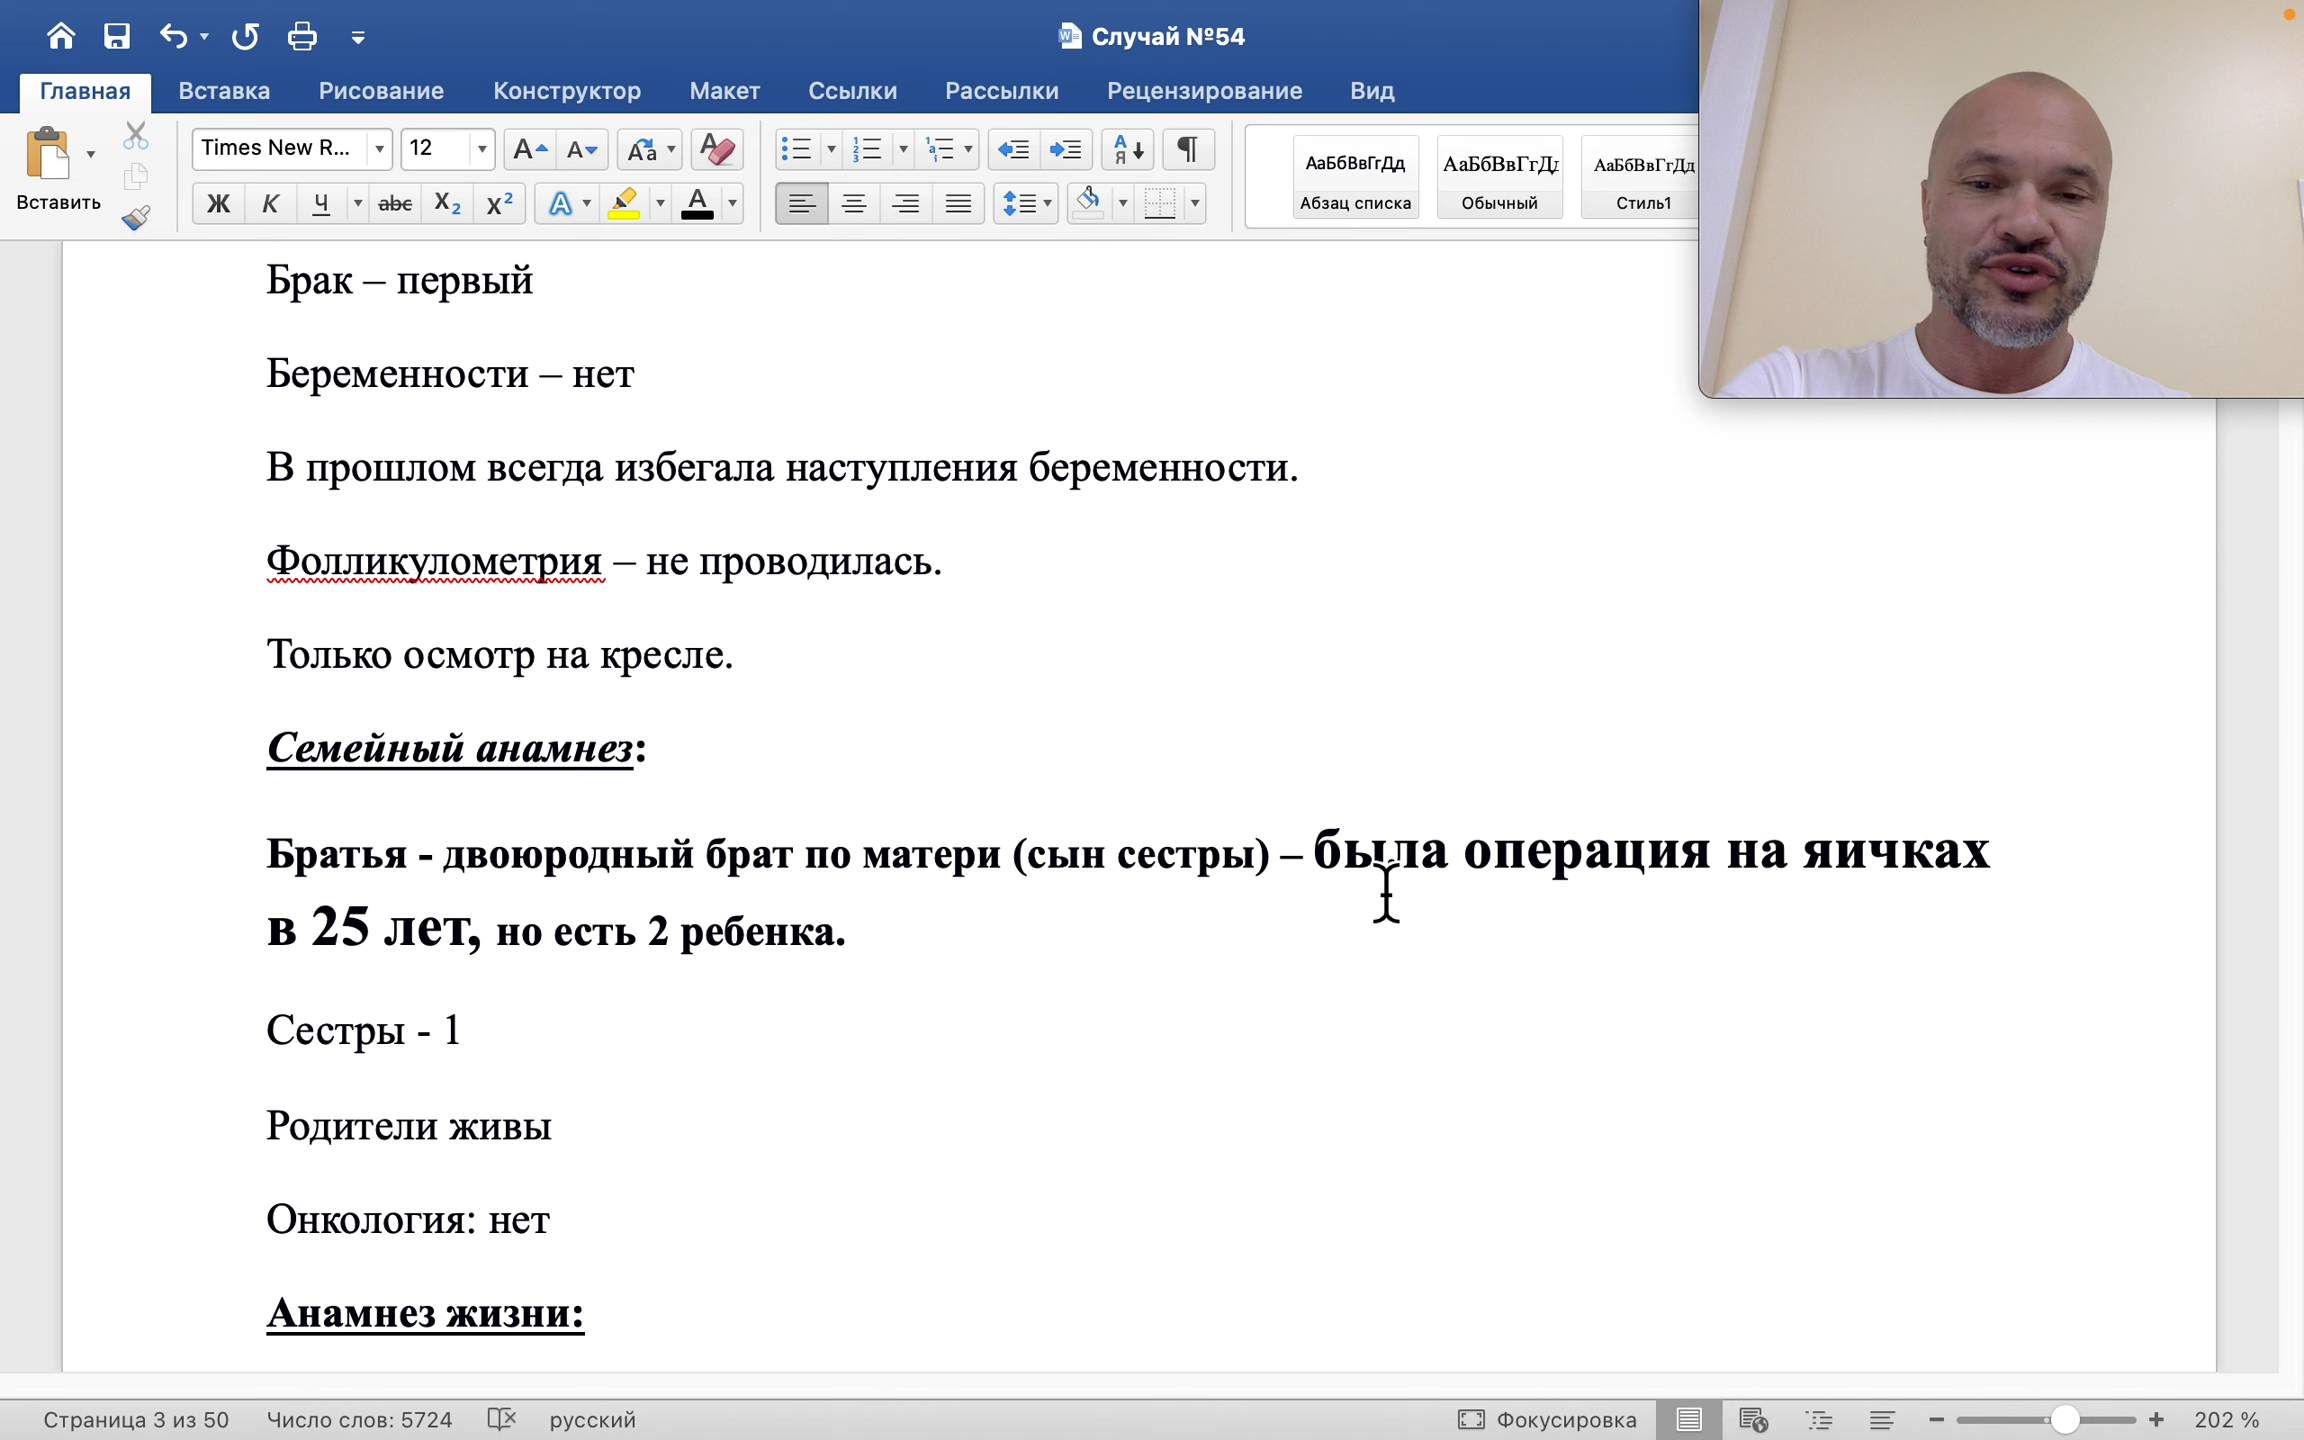 Случай №54
Главная Вставка Рисование Конструктор Макет Ссылки Рассылки Рецензирование Вид
Вставить
Times New R... 12
Ж К Ч abc X2 X2
АаБбВвГгДд Абзац списка
АаБбВвГгДд Обычный
АаБбВвГгДд Стиль1
Брак – первый
Беременности – нет
В прошлом всегда избегала наступления беременности.
Фолликулометрия – не проводилась.
Только осмотр на кресле.
Семейный анамнез:
Братья - двоюродный брат по матери (сын сестры) – была операция на яичках
в 25 лет, но есть 2 ребенка.
Сестры - 1
Родители живы
Онкология: нет
Анамнез жизни:
Страница 3 из 50 Число слов: 5724 русский Фокусировка 202 %